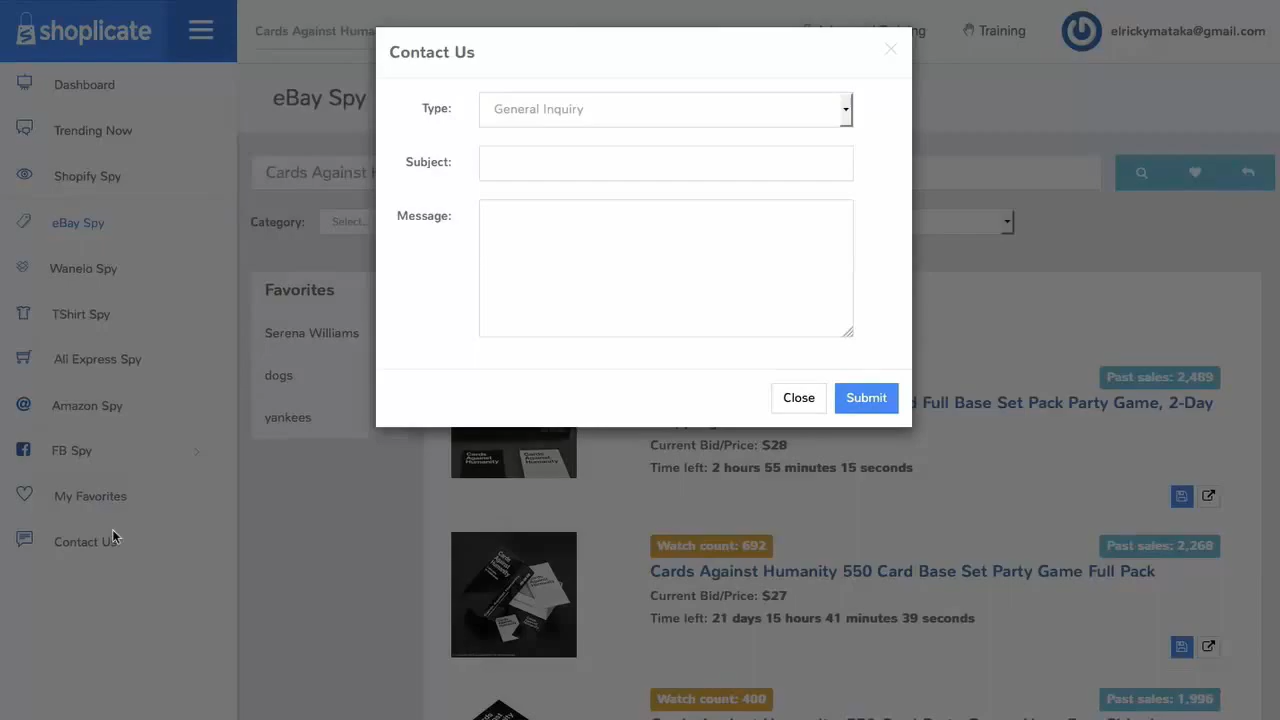 shoplicate
Cards Against Huma
Training
elrickymataka@gmail.com
Dashboard
Trending Now
Shopify Spy
eBay Spy
Wanelo Spy
TShirt Spy
Ali Express Spy
Amazon Spy
FB Spy
My Favorites
Contact Us
eBay Spy
Cards Against H
Category:
Select...
Favorites
Serena Williams
dogs
yankees
Contact Us
Type:
General Inquiry
Subject:
Message:
Close
Submit
Past sales: 2,489
d Full Base Set Pack Party Game, 2-Day
Current Bid/Price: $28
Time left: 2 hours 55 minutes 15 seconds
Watch count: 692
Past sales: 2,268
Cards Against Humanity 550 Card Base Set Party Game Full Pack
Current Bid/Price: $27
Time left: 21 days 15 hours 41 minutes 39 seconds
Watch count: 400
Past sales: 1,996